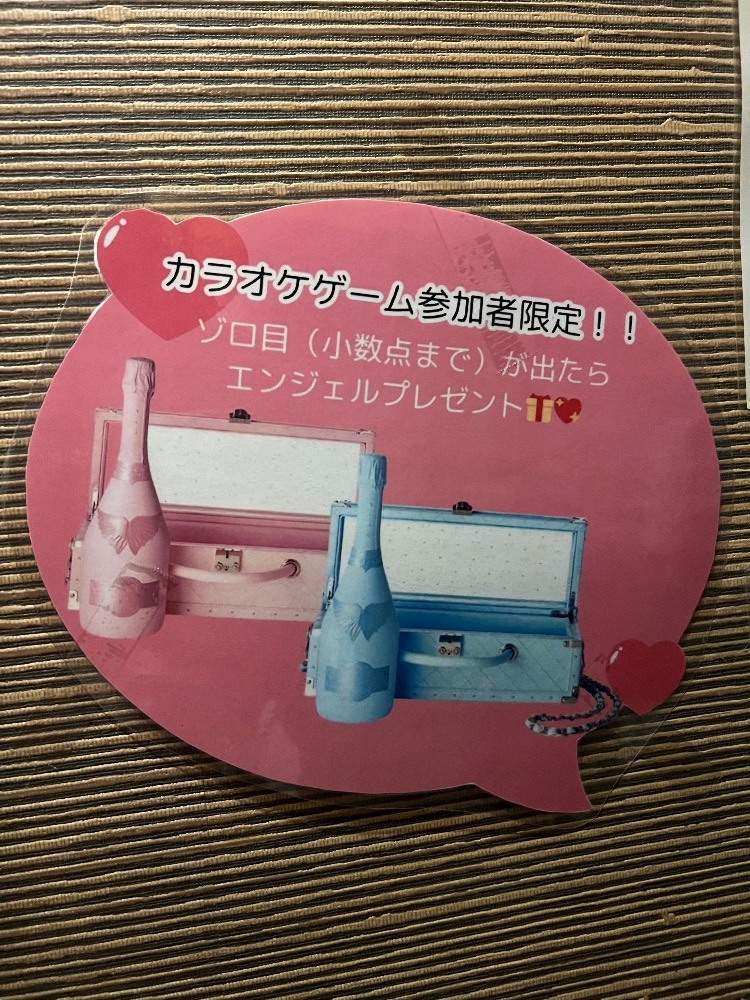 カラオケゲーム参加者限定！！
ゾロ目（小数点まで）が出たら
エンジェルプレゼント🎁💝